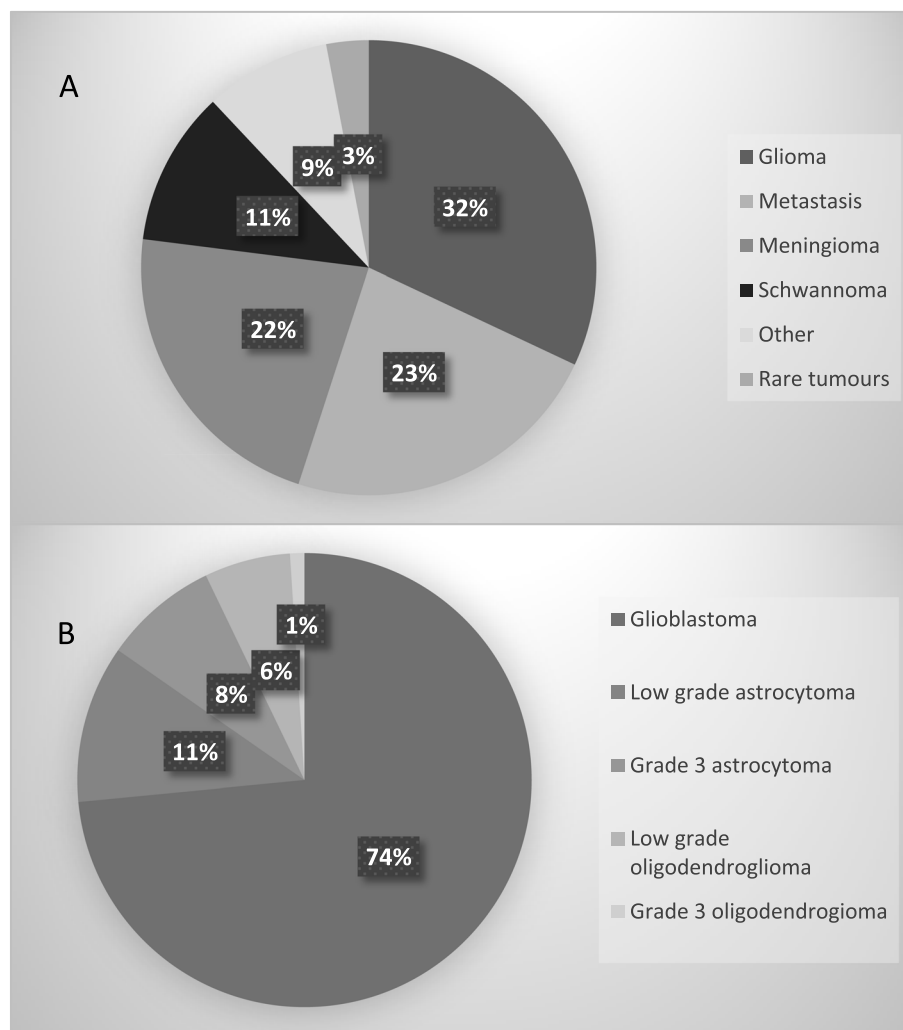 A
3%
9%
32%
11%
22%
23%
Glioma
Metastasis
Meningioma
Schwannoma
Other
Rare tumours
B
1%
6%
8%
11%
74%
Glioblastoma
Low grade astrocytoma
Grade 3 astrocytoma
Low grade
oligodendroglioma
Grade 3 oligodendrogioma